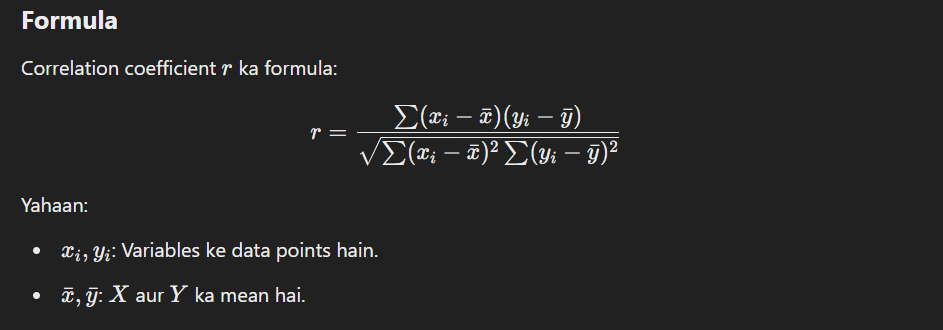 Formula
Correlation coefficient r ka formula:
r = ∑(xᵢ − x̄)(yᵢ − ȳ) / √∑(xᵢ − x̄)² ∑(yᵢ − ȳ)²
Yahaan:
• xᵢ, yᵢ: Variables ke data points hain.
• x̄, ȳ: X aur Y ka mean hai.